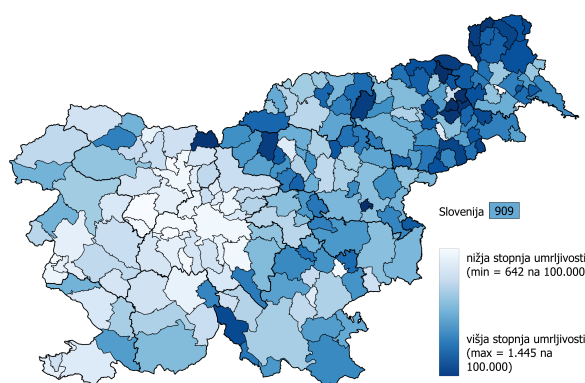 Slovenija 909
nižja stopnja umrljivosti
(min = 642 na 100.000
višja stopnja umrljivosti
(max = 1.445 na
100.000)